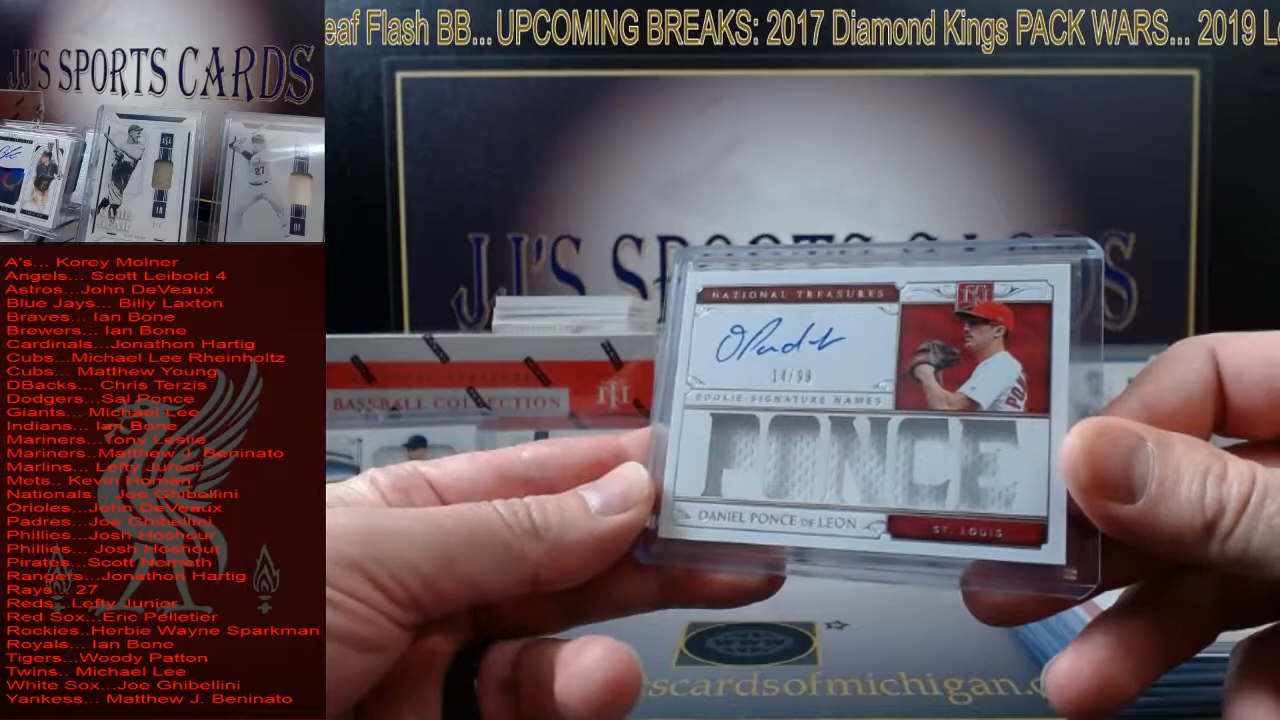 eaf Flash BB... UPCOMING BREAKS: 2017 Diamond Kings PACK WARS... 2019 L
JJ'S SPORTS CARDS
JJ'S SPORTS CARDS
A's... Korey Molner
Angels... Scott Leibold 4
Astros...John DeVeaux
Blue Jays... Billy Laxton
Braves... Ian Bone
Brewers... Ian Bone
Cardinals...Jonathon Hartig
Cubs...Michael Lee Rheinholtz
Cubs... Matthew Young
DBacks... Chris Terzis
Dodgers...Sal Ponce
Giants... Michael Lee
Indians... Ian Bone
Mariners...Tony Leslie
Mariners..Matthew J. Beninato
Marlins... Lefty Junior
Mets.. Kevin Homan
Nationals... Joe Ghibellini
Orioles...John DeVeaux
Padres...Joe Ghibellini
Phillies...Josh Hoshour
Phillies... Josh Hoshour
Pirates...Scott Nemeth
Rangers...Jonathon Hartig
Rays... 27
Reds..Lefty Junior
Red Sox...Eric Pelletier
Rockies..Herbie Wayne Sparkman
Royals... Ian Bone
Tigers...Woody Patton
Twins.. Michael Lee
White Sox...Joe Ghibellini
Yankess... Matthew J. Beninato
NATIONAL TREASURES
14/99
ROOKIE SIGNATURE NAMES
PONCE
DANIEL PONCE DE LEON
ST. LOUIS
PON
BASEBALL COLLECTION
27
scardsofmichigan.